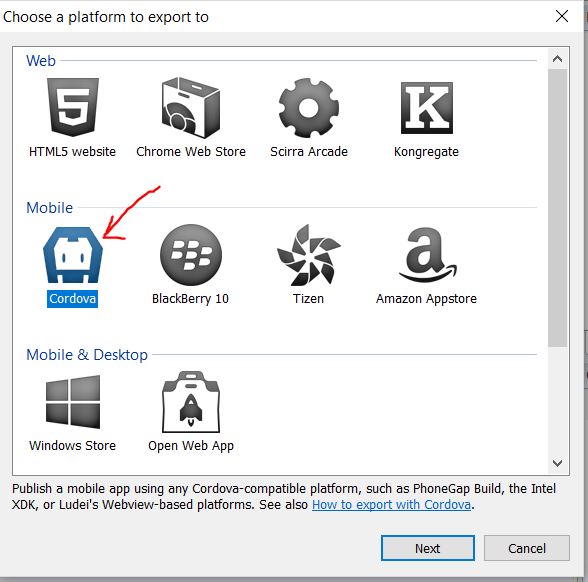 Choose a platform to export to
Web
HTML5 website
Chrome Web Store
Scirra Arcade
Kongregate
Mobile
Cordova
BlackBerry 10
Tizen
Amazon Appstore
Mobile & Desktop
Windows Store
Open Web App
Publish a mobile app using any Cordova-compatible platform, such as PhoneGap Build, the Intel
XDK, or Ludei's Webview-based platforms. See also How to export with Cordova.
Next
Cancel